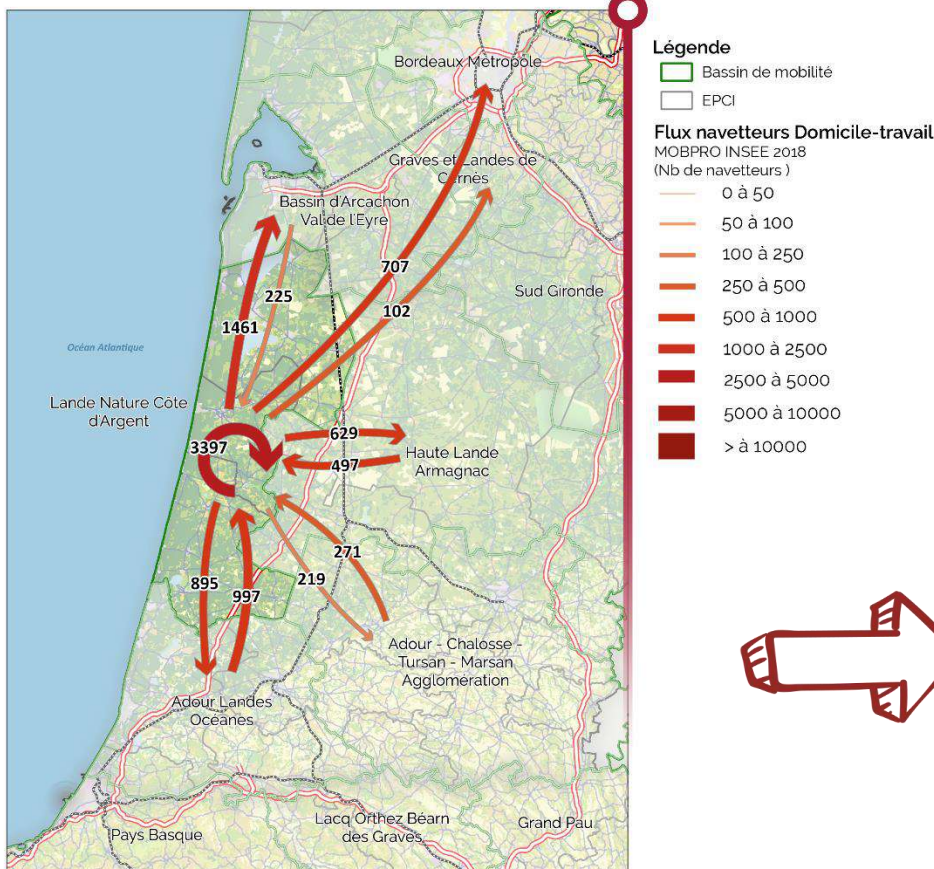 Bordeaux Métropole
Graves et Landes de
Cernès
Bassin d'Arcachon
Val de l'Eyre
707
225
102
Sud Gironde
1461
Océan Atlantique
Lande Nature Côte
d'Argent
629
3397
Haute Lande
Armagnac
497
271
219
895
997
Adour - Chalosse -
Tursan - Marsan
Agglomération
Adour Landes
Océanes
Lacq Orthez Béarn
des Graves
Grand Pau
Pays Basque
Légende
Bassin de mobilité
EPCI
Flux navetteurs Domicile-travail
MOBPRO INSEE 2018
(Nb de navetteurs )
0 à 50
50 à 100
100 à 250
250 à 500
500 à 1000
1000 à 2500
2500 à 5000
5000 à 10000
> à 10000